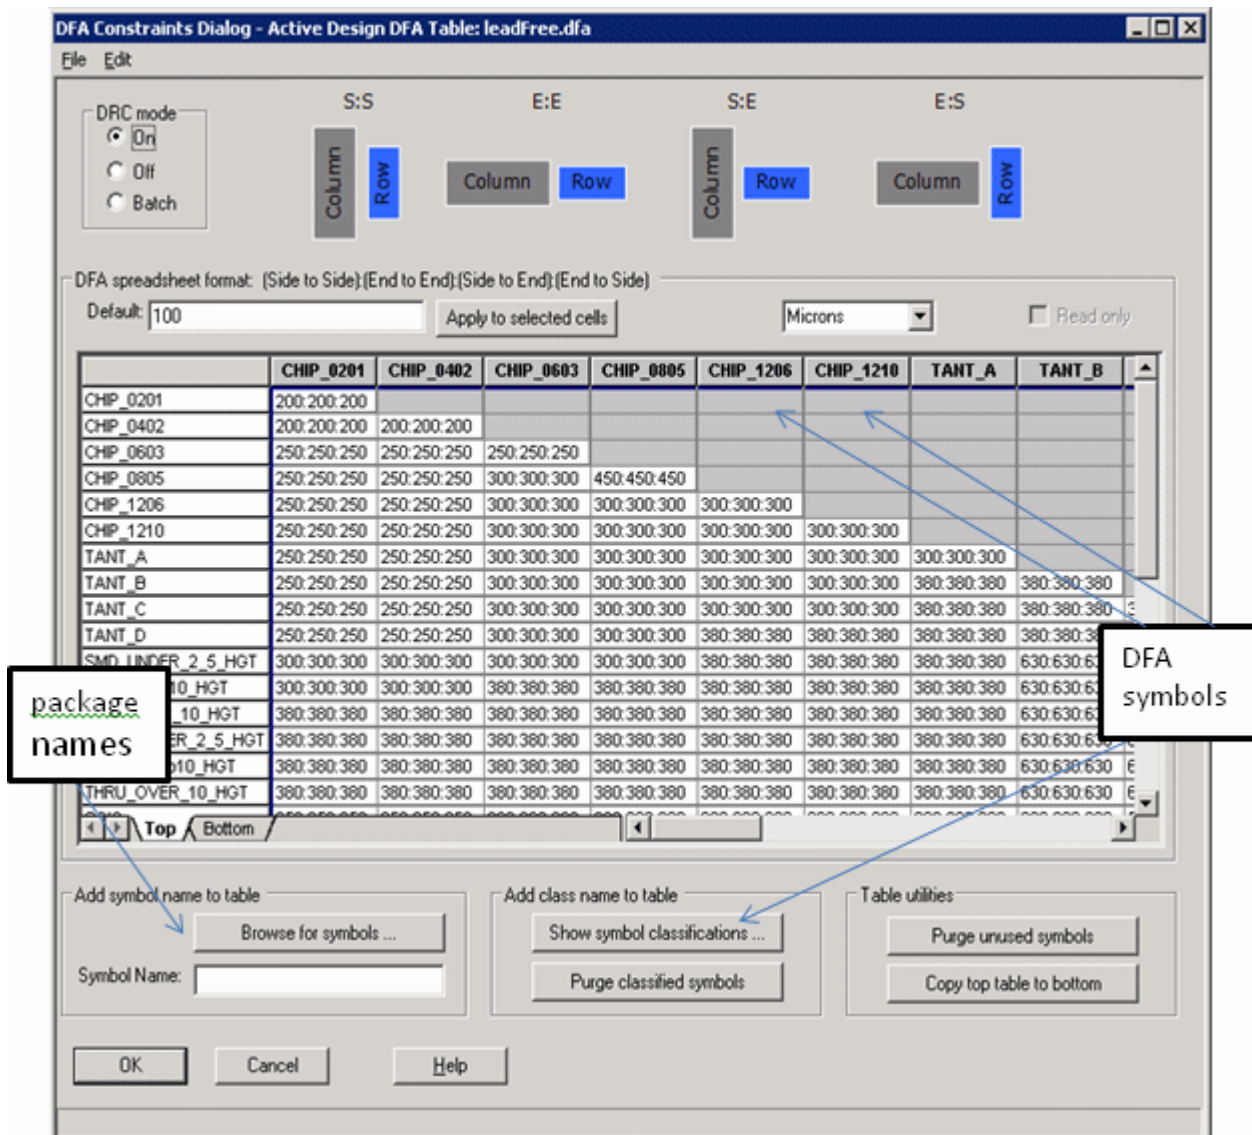 DFA Constraints Dialog - Active Design DFA Table: leadFree.dfa
File Edit
DRC mode
On
Off
Batch
S:S E:E S:E E:S
Column Row Column Row Column Row Column Row
DFA spreadsheet format: (Side to Side):(End to End):(Side to End):(End to Side)
Default: 100 Apply to selected cells Microns Read only
CHIP_0201 CHIP_0402 CHIP_0603 CHIP_0805 CHIP_1206 CHIP_1210 TANT_A TANT_B
CHIP_0201 200:200:200
CHIP_0402 200:200:200 200:200:200
CHIP_0603 250:250:250 250:250:250 250:250:250
CHIP_0805 250:250:250 250:250:250 300:300:300 450:450:450
CHIP_1206 250:250:250 250:250:250 300:300:300 300:300:300 300:300:300
CHIP_1210 250:250:250 250:250:250 300:300:300 300:300:300 300:300:300 300:300:300
TANT_A 250:250:250 250:250:250 300:300:300 300:300:300 300:300:300 300:300:300 300:300:300
TANT_B 250:250:250 250:250:250 300:300:300 300:300:300 300:300:300 300:300:300 380:380:380 380:380:380
TANT_C 250:250:250 250:250:250 300:300:300 300:300:300 300:300:300 300:300:300 380:380:380 380:380:380
TANT_D 250:250:250 250:250:250 300:300:300 300:300:300 380:380:380 380:380:380 380:380:380
SMD_UNDER_2_5_HGT 300:300:300 300:300:300 300:300:300 300:300:300 380:380:380 380:380:380 380:380:380 630:630:6
10_HGT 300:300:300 300:300:300 380:380:380 380:380:380 380:380:380 380:380:380 380:380:380 630:630:6
_10_HGT 380:380:380 380:380:380 380:380:380 380:380:380 380:380:380 380:380:380 380:380:380 630:630:6
ER_2_5_HGT 380:380:380 380:380:380 380:380:380 380:380:380 380:380:380 380:380:380 380:380:380 630:630:6
10_HGT 380:380:380 380:380:380 380:380:380 380:380:380 380:380:380 380:380:380 380:380:380 630:630:630 6
THRU_OVER_10_HGT 380:380:380 380:380:380 380:380:380 380:380:380 380:380:380 380:380:380 380:380:380 630:630:630 6
package
names
DFA
symbols
Top Bottom
Add symbol name to table
Browse for symbols ...
Symbol Name:
Add class name to table
Show symbol classifications ...
Purge classified symbols
Table utilities
Purge unused symbols
Copy top table to bottom
OK Cancel Help